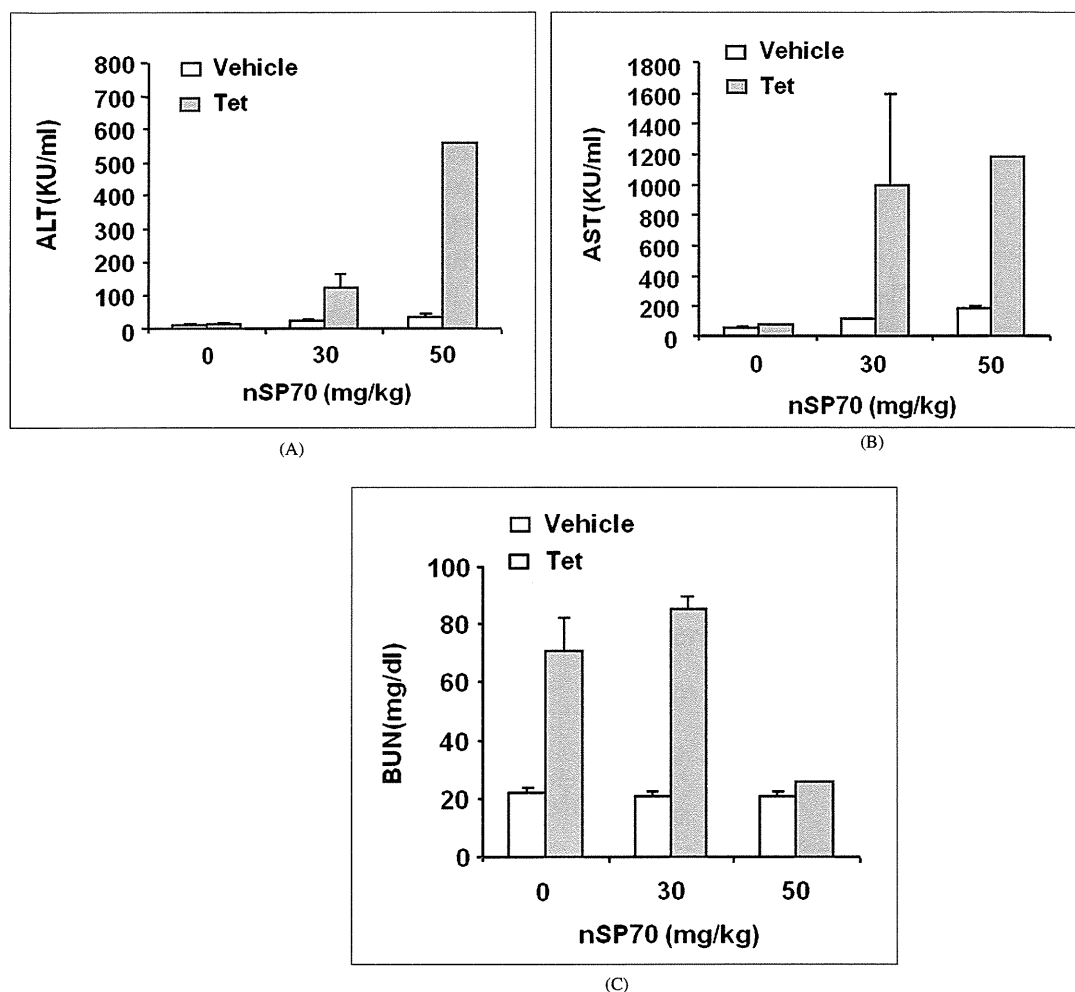 800
700
600
500
400
300
200
100
0
ALT(KU/ml)
Vehicle
Tet
0 30 50
nSP70 (mg/kg)
(A)
1800
1600
1400
1200
1000
800
600
400
200
0
AST(KU/ml)
Vehicle
Tet
0 30 50
nSP70 (mg/kg)
(B)
Vehicle
Tet
100
80
60
40
20
0
BUN(mg/dl)
0 30 50
nSP70 (mg/kg)
(C)